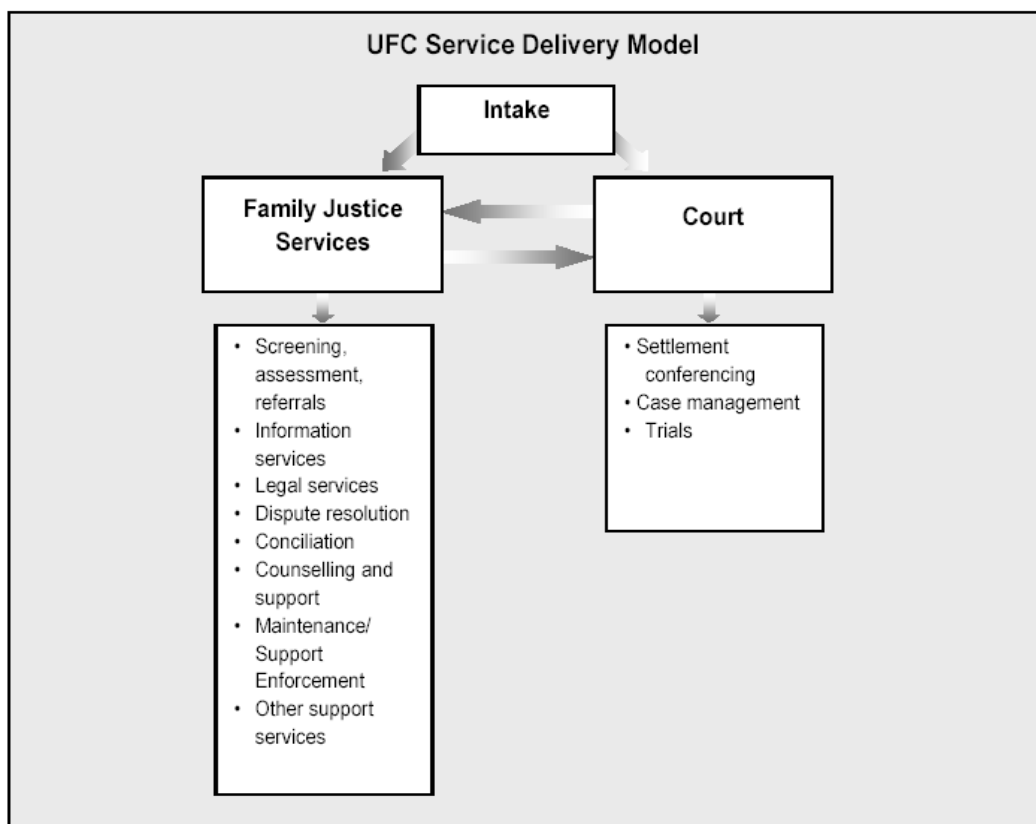 UFC Service Delivery Model
Intake
Family Justice
Services
Court
• Screening,
assessment,
referrals
• Information
services
• Legal services
• Dispute resolution
• Conciliation
• Counselling and
support
• Maintenance/
Support
Enforcement
• Other support
services
• Settlement
conferencing
• Case management
• Trials